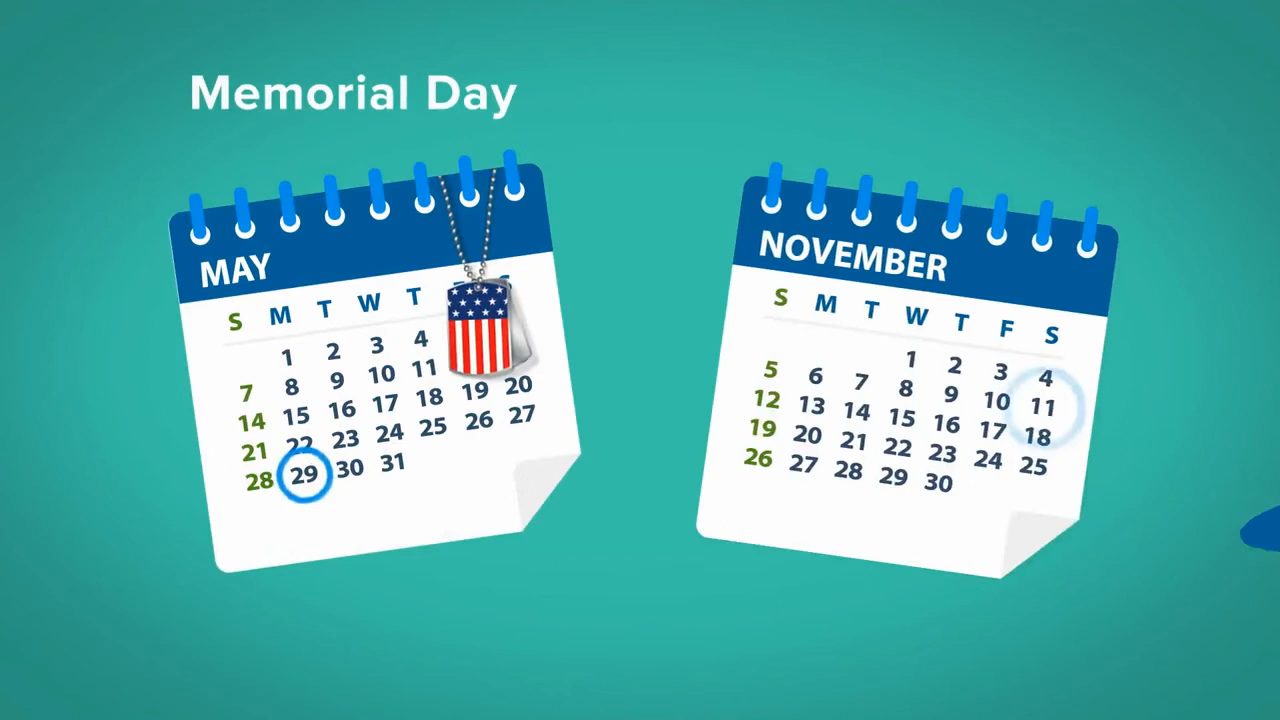 Memorial Day
MAY
S M T W T
1 2 3 4
7 8 9 10 11
14 15 16 17 18 19 20
21 22 23 24 25 26 27
28 29 30 31
NOVEMBER
S M T W T F S
1 2 3 4
5 6 7 8 9 10 11
12 13 14 15 16 17 18
19 20 21 22 23 24 25
26 27 28 29 30